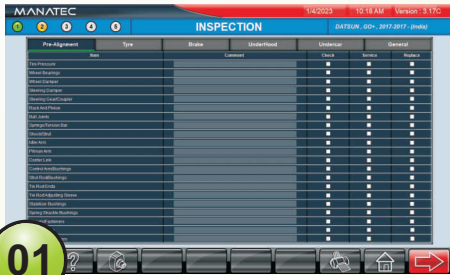 MANATEC
1/4/2023 10:18 AM Version : 3.17C
1 2 3 4 5 INSPECTION DATSUN , GO+ , 2017-2017 - (India)
Pre-Alignment Tyre Brake UnderHood Undercar General
Item Comment Check Service Replace
Tire Pressure
Wheel Bearings
Wheel Damper
Steering Damper
Steering Gear/Coupler
Rack And Pinion
Ball Joints
Springs/Torsion Bar
Shocks/Strut
Idler Arm
Pitman Arm
Center Link
Control Arm/Bushings
Strut Rod/Bushings
Tie Rod Ends
Tie Rod Adjusting Sleeve
Stabilizer Bushings
Spring Shackle Bushings
01
?